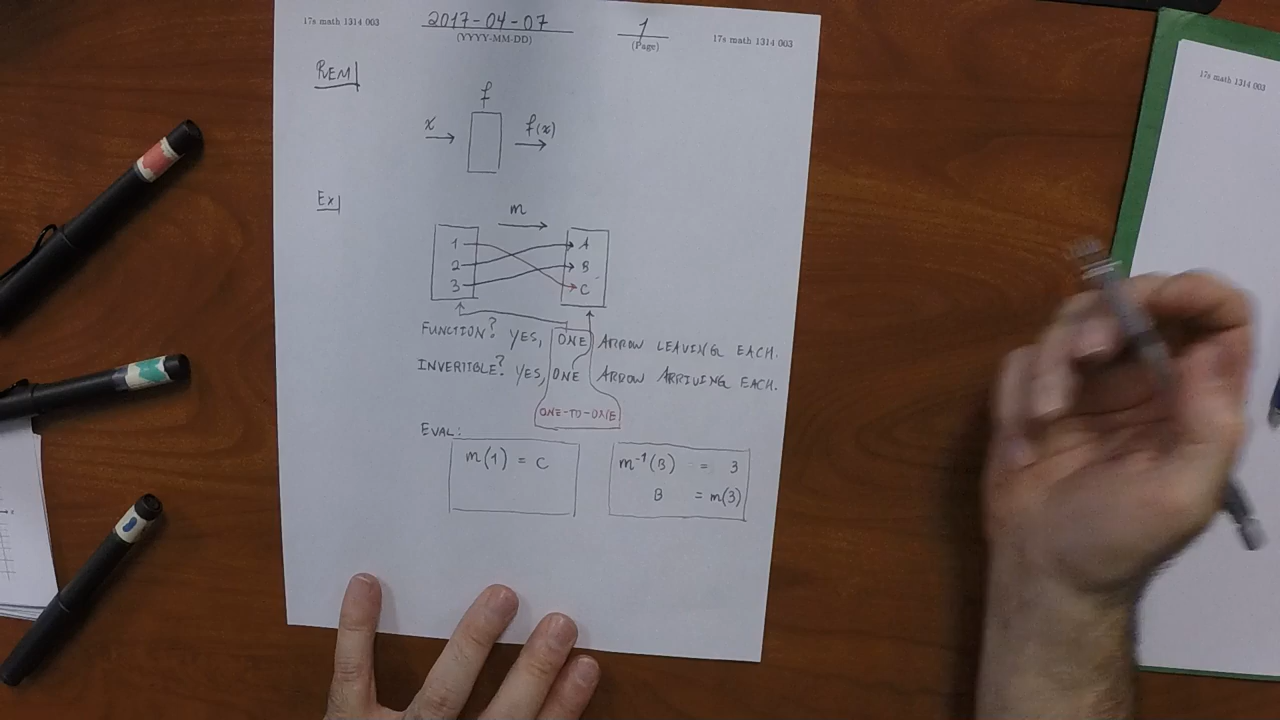 17s math 1314 003
2017-04-07
(YYYY-MM-DD)
1
(Page)
17s math 1314 003
17s math 1314 003
REM
f
x
f(x)
Ex
m
1 A
2 B
3 C
FUNCTION? YES, ONE ARROW LEAVING EACH.
INVERTIBLE? YES, ONE ARROW ARRIVING EACH.
ONE-TO-ONE
EVAL:
m(1) = C
m⁻¹(B) = 3
B = m(3)